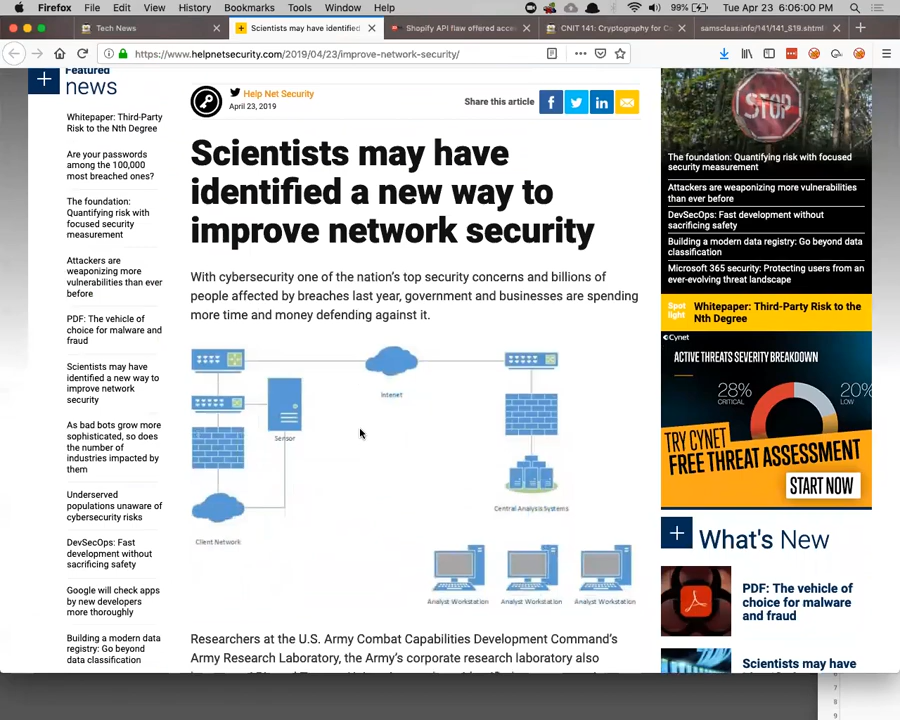 Firefox File Edit View History Bookmarks Tools Window Help 99% Tue Apr 23 6:06:00 PM
Tech News
Scientists may have identified
Shopify API flaw offered acce
CNIT 141: Cryptography for C
samsclass.info/141/141_S19.shtml
https://www.helpnetsecurity.com/2019/04/23/improve-network-security/
Featured
news
Whitepaper: Third-Party
Risk to the Nth Degree
Are your passwords
among the 100,000
most breached ones?
The foundation:
Quantifying risk with
focused security
measurement
Attackers are
weaponizing more
vulnerabilities than ever
before
PDF: The vehicle of
choice for malware and
fraud
Scientists may have
identified a new way to
improve network
security
As bad bots grow more
sophisticated, so does
the number of
industries impacted by
them
Underserved
populations unaware of
cybersecurity risks
DevSecOps: Fast
development without
sacrificing safety
Google will check apps
by new developers
more thoroughly
Building a modern data
registry: Go beyond
data classification
Help Net Security
April 23, 2019
Share this article
Scientists may have
identified a new way to
improve network security
With cybersecurity one of the nation's top security concerns and billions of
people affected by breaches last year, government and businesses are spending
more time and money defending against it.
Internet
Sensor
Client Network
Central Analysis Systems
Analyst Workstation
Analyst Workstation
Analyst Workstation
Researchers at the U.S. Army Combat Capabilities Development Command's
Army Research Laboratory, the Army's corporate research laboratory also
STOP
The foundation: Quantifying risk with focused
security measurement
Attackers are weaponizing more vulnerabilities
than ever before
DevSecOps: Fast development without
sacrificing safety
Building a modern registry: Go beyond data
classification
Microsoft 365 security: Protecting users from an
ever-evolving threat landscape
Spot
light
Whitepaper: Third-Party Risk to the
Nth Degree
Cynet
ACTIVE THREATS SEVERITY BREAKDOWN
28%
CRITICAL
20%
LOW
TRY CYNET
FREE THREAT ASSESSMENT
START NOW
What's New
PDF: The vehicle of
choice for malware
and fraud
Scientists may have